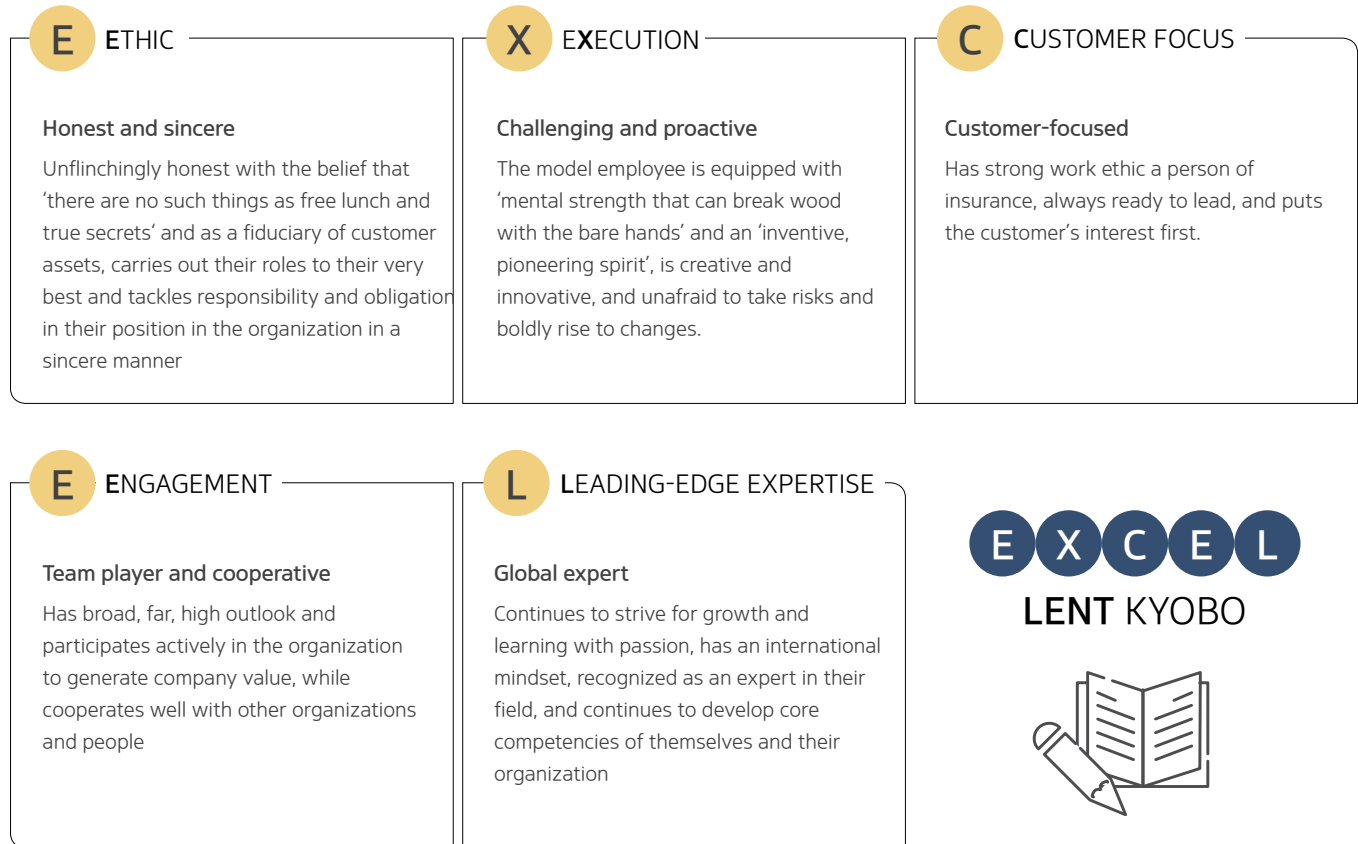 E ETHIC
Honest and sincere
Unflinchingly honest with the belief that
‘there are no such things as free lunch and
true secrets‘ and as a fiduciary of customer
assets, carries out their roles to their very
best and tackles responsibility and obligation
in their position in the organization in a
sincere manner
X EXECUTION
Challenging and proactive
The model employee is equipped with
‘mental strength that can break wood
with the bare hands’ and an ‘inventive,
pioneering spirit’, is creative and
innovative, and unafraid to take risks and
boldly rise to changes.
C CUSTOMER FOCUS
Customer-focused
Has strong work ethic a person of
insurance, always ready to lead, and puts
the customer’s interest first.
E ENGAGEMENT
Team player and cooperative
Has broad, far, high outlook and
participates actively in the organization
to generate company value, while
cooperates well with other organizations
and people
L LEADING-EDGE EXPERTISE
Global expert
Continues to strive for growth and
learning with passion, has an international
mindset, recognized as an expert in their
field, and continues to develop core
competencies of themselves and their
organization
E X C E L
LENT KYOBO